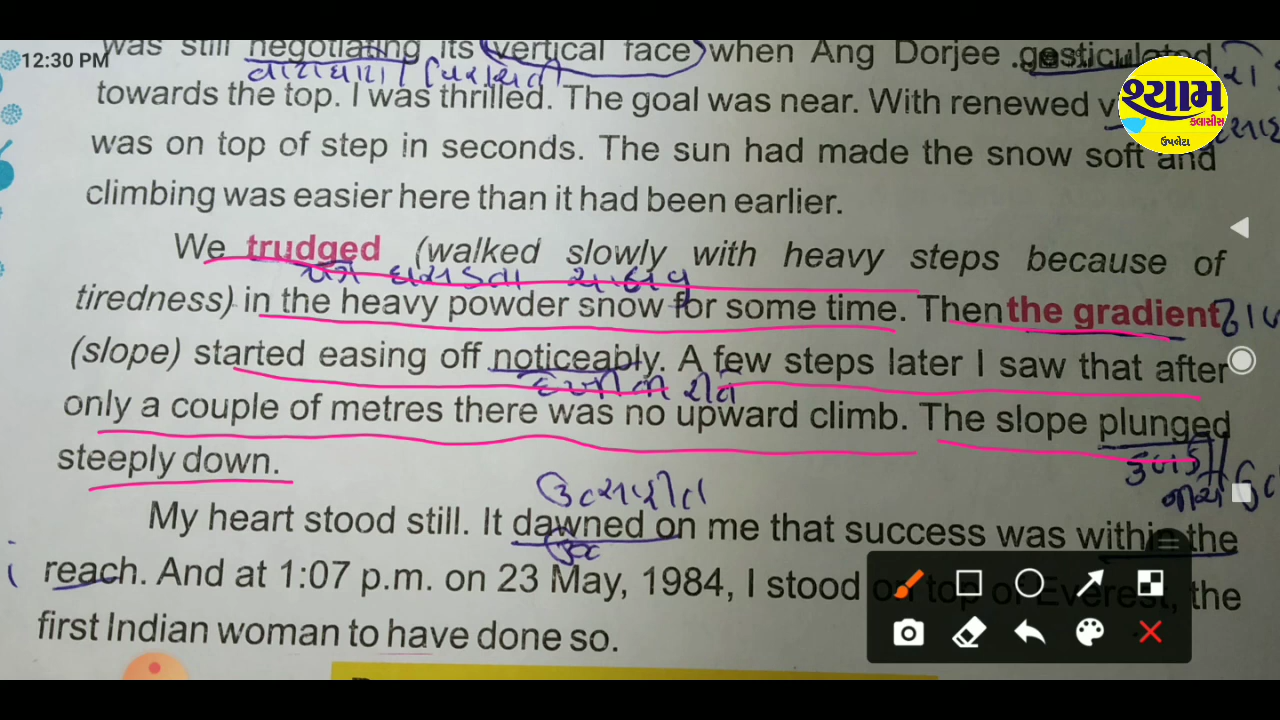 was still negotiating its vertical face when Ang Dorjee gesticulated
12:30 PM
towards the top. I was thrilled. The goal was near. With renewed
શ્યામ
કલાસીસ
ઉપલેટા
was on top of step in seconds. The sun had made the snow soft and
climbing was easier here than it had been earlier.
We trudged (walked slowly with heavy steps because of
tiredness) in the heavy powder snow for some time. Then the gradient
(slope) started easing off noticeably. A few steps later I saw that after
only a couple of metres there was no upward climb. The slope plunged
steeply down.
My heart stood still. It dawned on me that success was within the
reach. And at 1:07 p.m. on 23 May, 1984, I stood on top of Everest, the
first Indian woman to have done so.